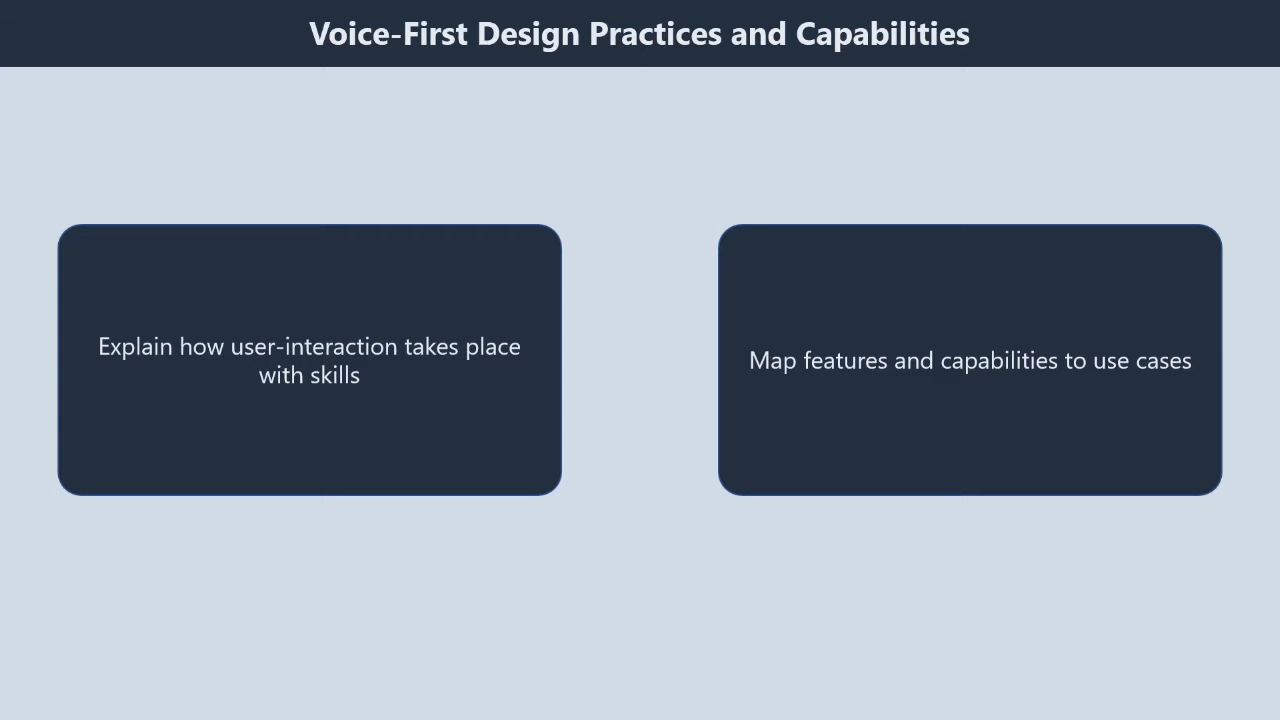 Voice-First Design Practices and Capabilities
Explain how user-interaction takes place
with skills
Map features and capabilities to use cases